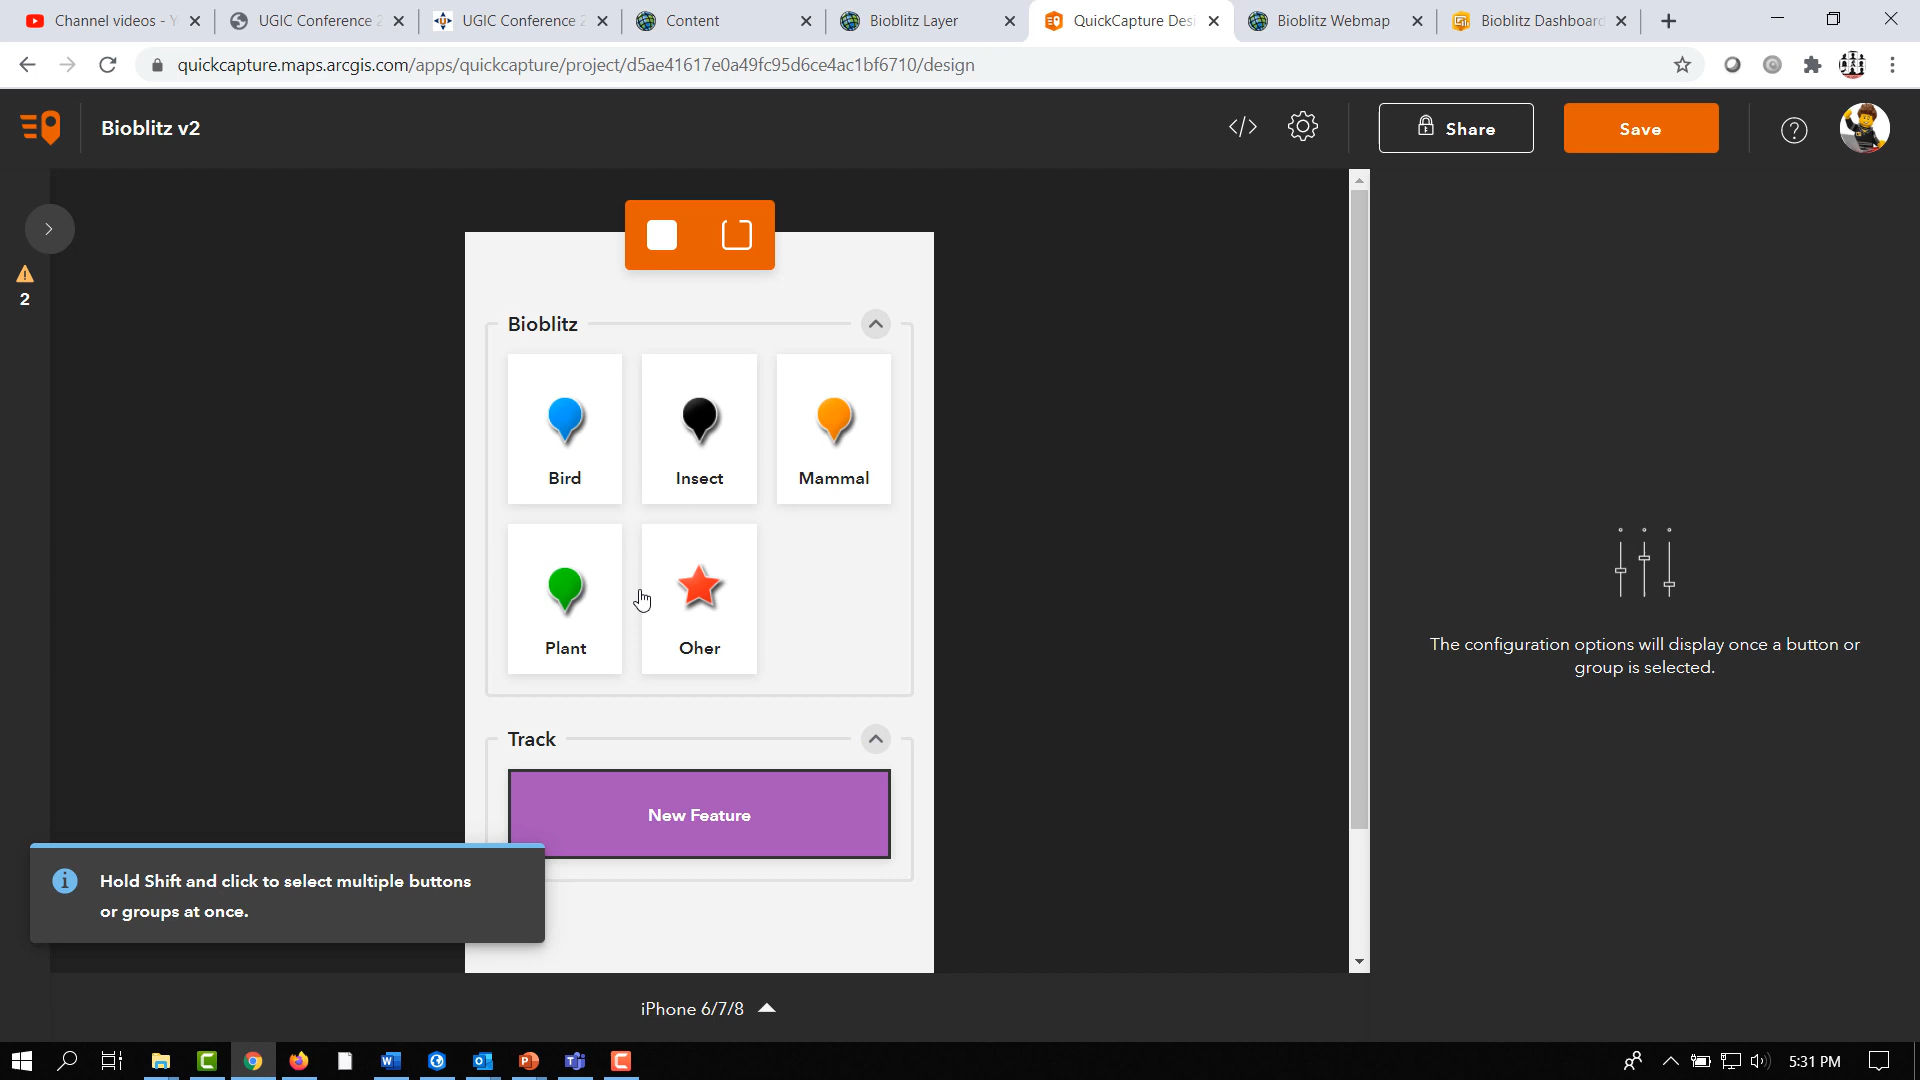 Channel videos - Y
UGIC Conference 2
UGIC Conference 2
Content
Bioblitz Layer
QuickCapture Desi
Bioblitz Webmap
Bioblitz Dashboard
quickcapture.maps.arcgis.com/apps/quickcapture/project/d5ae41617e0a49fc95d6ce4ac1bf6710/design
Bioblitz v2
Share
Save
2
Bioblitz
Bird
Insect
Mammal
Plant
Oher
The configuration options will display once a button or
group is selected.
Track
New Feature
Hold Shift and click to select multiple buttons
or groups at once.
iPhone 6/7/8
5:31 PM